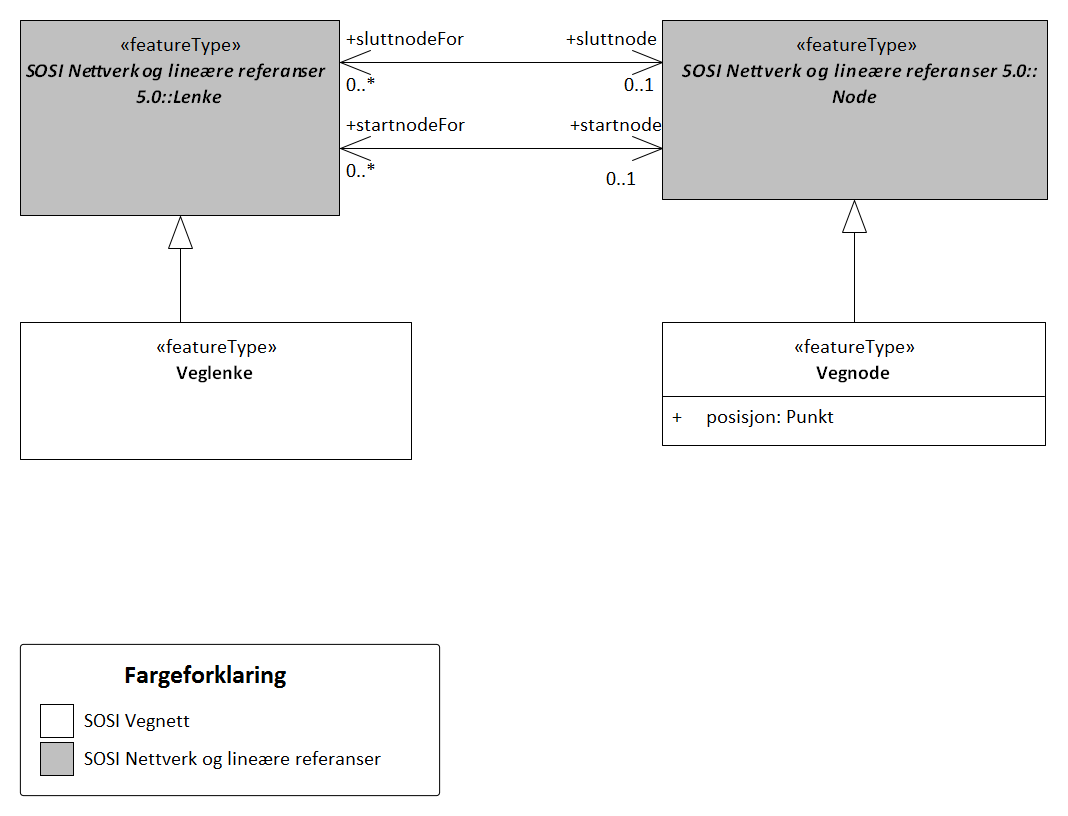 «featureType»
SOSI Nettverk og lineære referanser
5.0::Lenke
+sluttnodeFor
+sluttnode
0..*
0..1
+startnodeFor
+startnode
0..*
0..1
«featureType»
SOSI Nettverk og lineære referanser 5.0::
Node
«featureType»
Veglenke
«featureType»
Vegnode
+ posisjon: Punkt
Fargeforklaring
SOSI Vegnett
SOSI Nettverk og lineære referanser